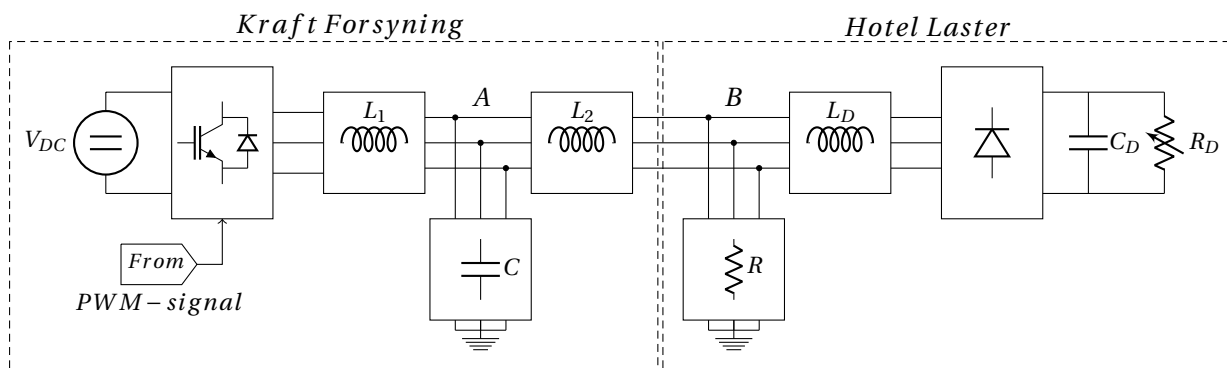 Kraft Forsyning
Hotel Laster
V_DC
L_1
A
L_2
B
L_D
C_D
R_D
From
PWM – signal
C
R